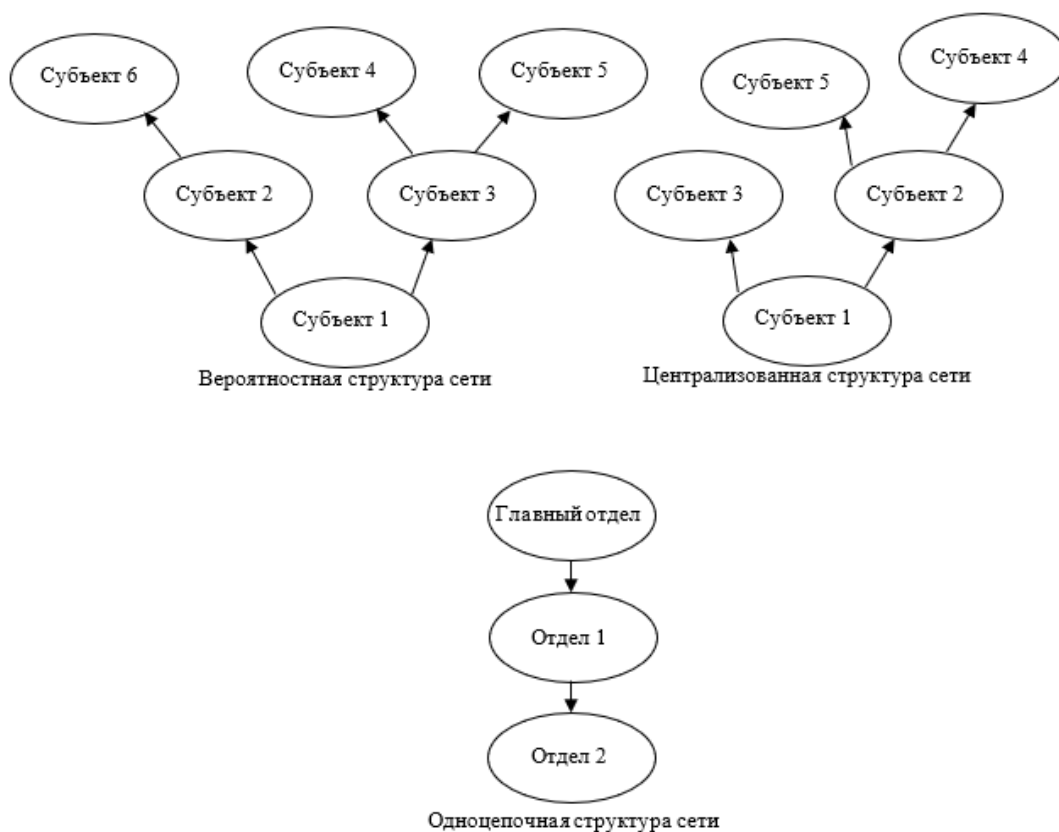 Субъект 6
Субъект 4
Субъект 5
Субъект 2
Субъект 3
Субъект 1
Вероятностная структура сети
Субъект 4
Субъект 5
Субъект 3
Субъект 2
Субъект 1
Централизованная структура сети
Главный отдел
Отдел 1
Отдел 2
Одноцепочная структура сети